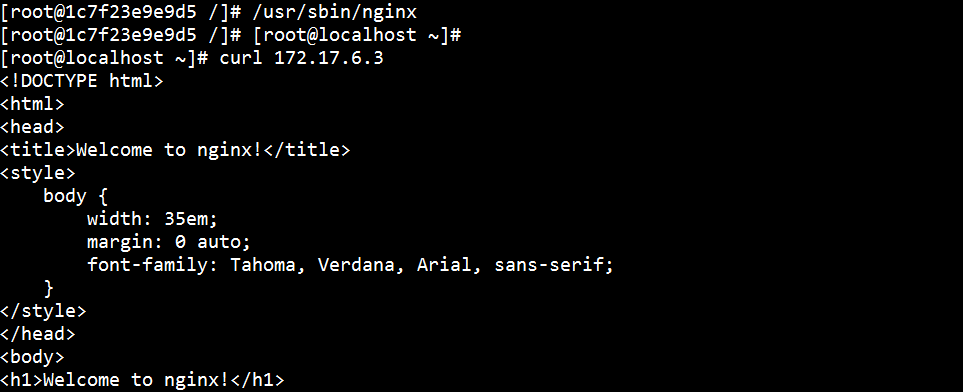 [root@1c7f23e9e9d5 /]# /usr/sbin/nginx
[root@1c7f23e9e9d5 /]# [root@localhost ~]#
[root@localhost ~]# curl 172.17.6.3
<!DOCTYPE html>
<html>
<head>
<title>Welcome to nginx!</title>
<style>
    body {
        width: 35em;
        margin: 0 auto;
        font-family: Tahoma, Verdana, Arial, sans-serif;
    }
</style>
</head>
<body>
<h1>Welcome to nginx!</h1>